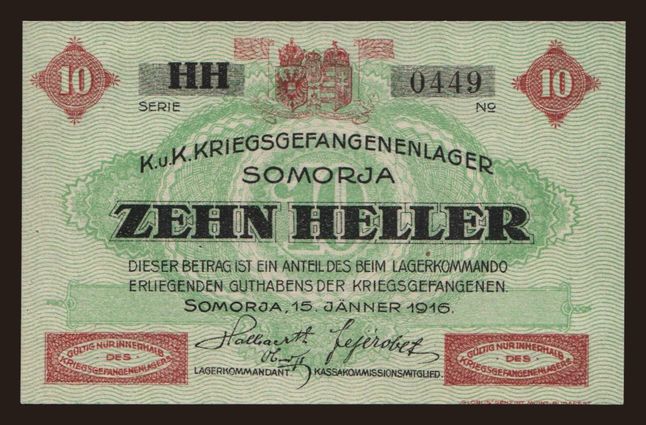 10 HH 0449 10
SERIE No
K.u.K. KRIEGSGEFANGENENLAGER
SOMORJA
10
ZEHN HELLER
DIESER BETRAG IST EIN ANTEIL DES BEIM LAGERKOMMANDO
ERLIEGENDEN GUTHABENS DER KRIEGSGEFANGENEN.
SOMORJA, 15. JÄNNER 1916.
LAGERKOMMANDANT KASSAKOMMISSIONSMITGLIED.
GÜLTIG NUR INNERHALB
DES
KRIEGSGEFANGENENLAGERS
GÜLTIG NUR INNERHALB
DES
KRIEGSGEFANGENENLAGERS